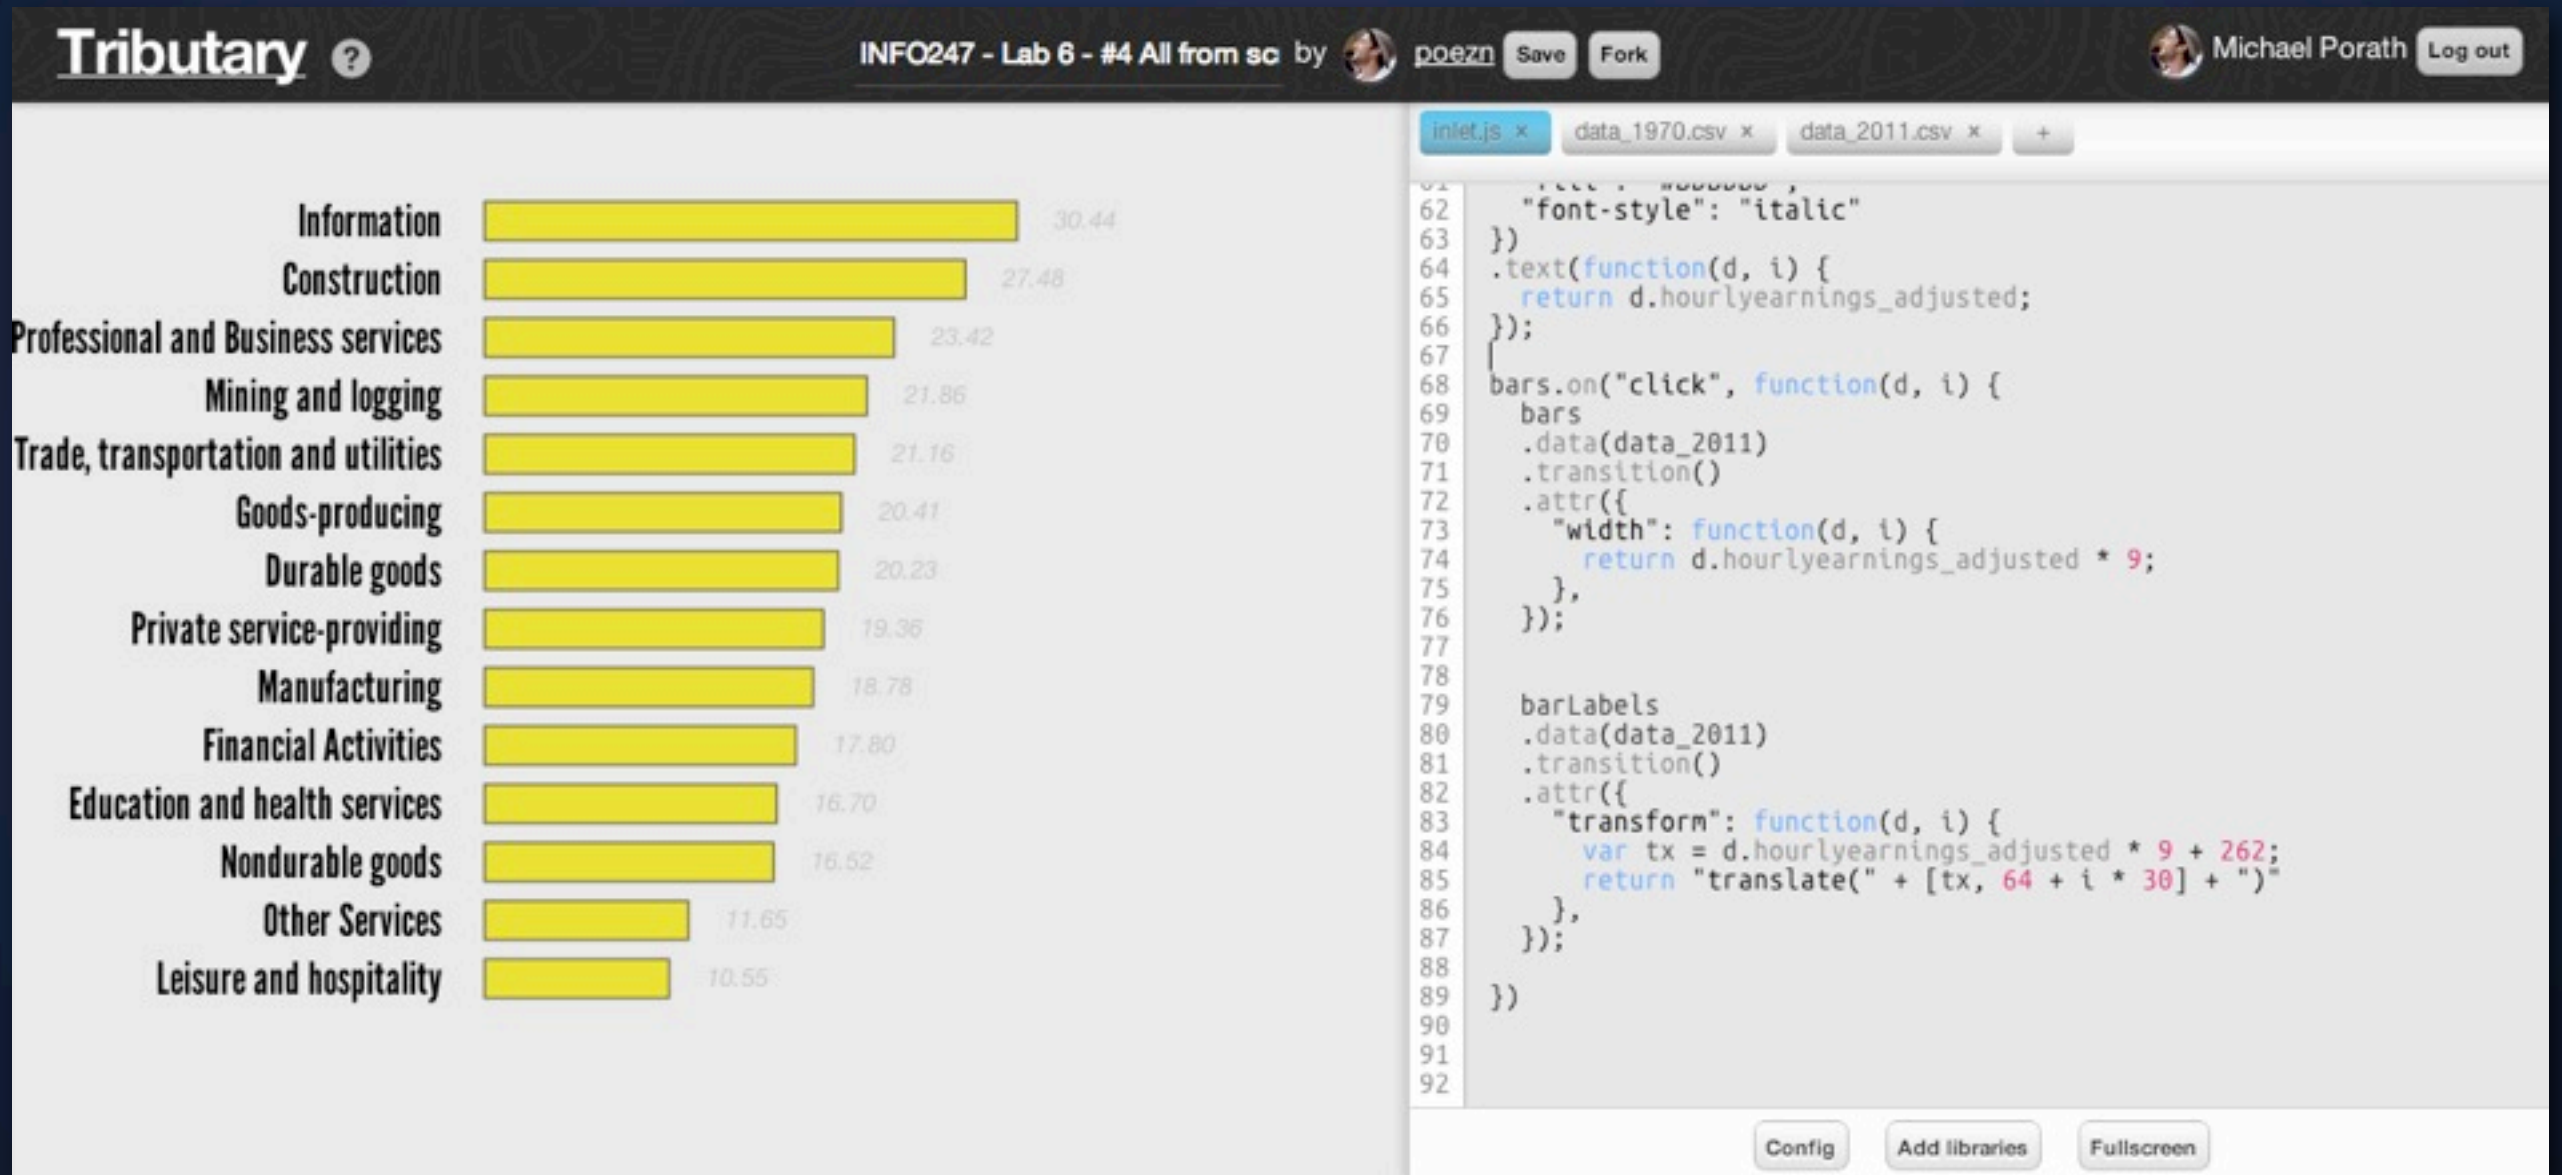 Tributary ?
INFO247 - Lab 6 - #4 All from sc by poezn Save Fork
Michael Porath Log out
Information 30.44
Construction 27.48
Professional and Business services 23.42
Mining and logging 21.86
Trade, transportation and utilities 21.16
Goods-producing 20.41
Durable goods 20.23
Private service-providing 19.36
Manufacturing 18.78
Financial Activities 17.80
Education and health services 16.70
Nondurable goods 16.52
Other Services 11.65
Leisure and hospitality 10.55
inlet.js × data_1970.csv × data_2011.csv × +
62 "font-style": "italic"
63 })
64 .text(function(d, i) {
65 return d.hourlyearnings_adjusted;
66 });
67
68 bars.on("click", function(d, i) {
69 bars
70 .data(data_2011)
71 .transition()
72 .attr({
73 "width": function(d, i) {
74 return d.hourlyearnings_adjusted * 9;
75 },
76 });
77
78
79 barLabels
80 .data(data_2011)
81 .transition()
82 .attr({
83 "transform": function(d, i) {
84 var tx = d.hourlyearnings_adjusted * 9 + 262;
85 return "translate(" + [tx, 64 + i * 30] + ")"
86 },
87 });
88
89 })
90
91
92
Config Add libraries Fullscreen